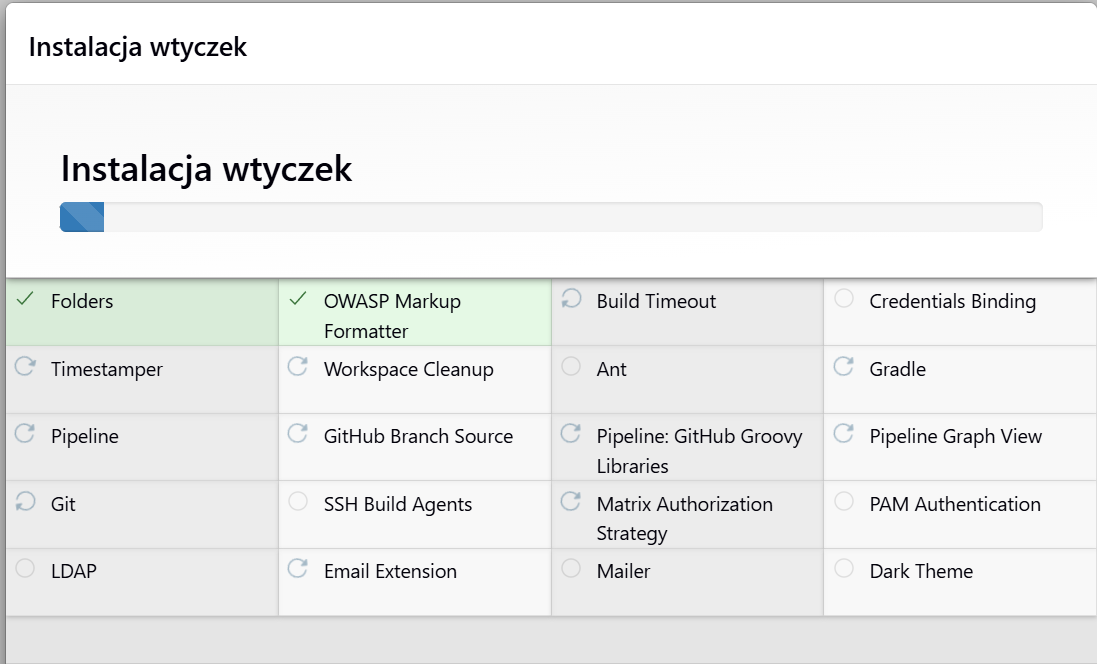 Instalacja wtyczek
Instalacja wtyczek
Folders
OWASP Markup
Formatter
Build Timeout
Credentials Binding
Timestamper
Workspace Cleanup
Ant
Gradle
Pipeline
GitHub Branch Source
Pipeline: GitHub Groovy
Libraries
Pipeline Graph View
Git
SSH Build Agents
Matrix Authorization
Strategy
PAM Authentication
LDAP
Email Extension
Mailer
Dark Theme